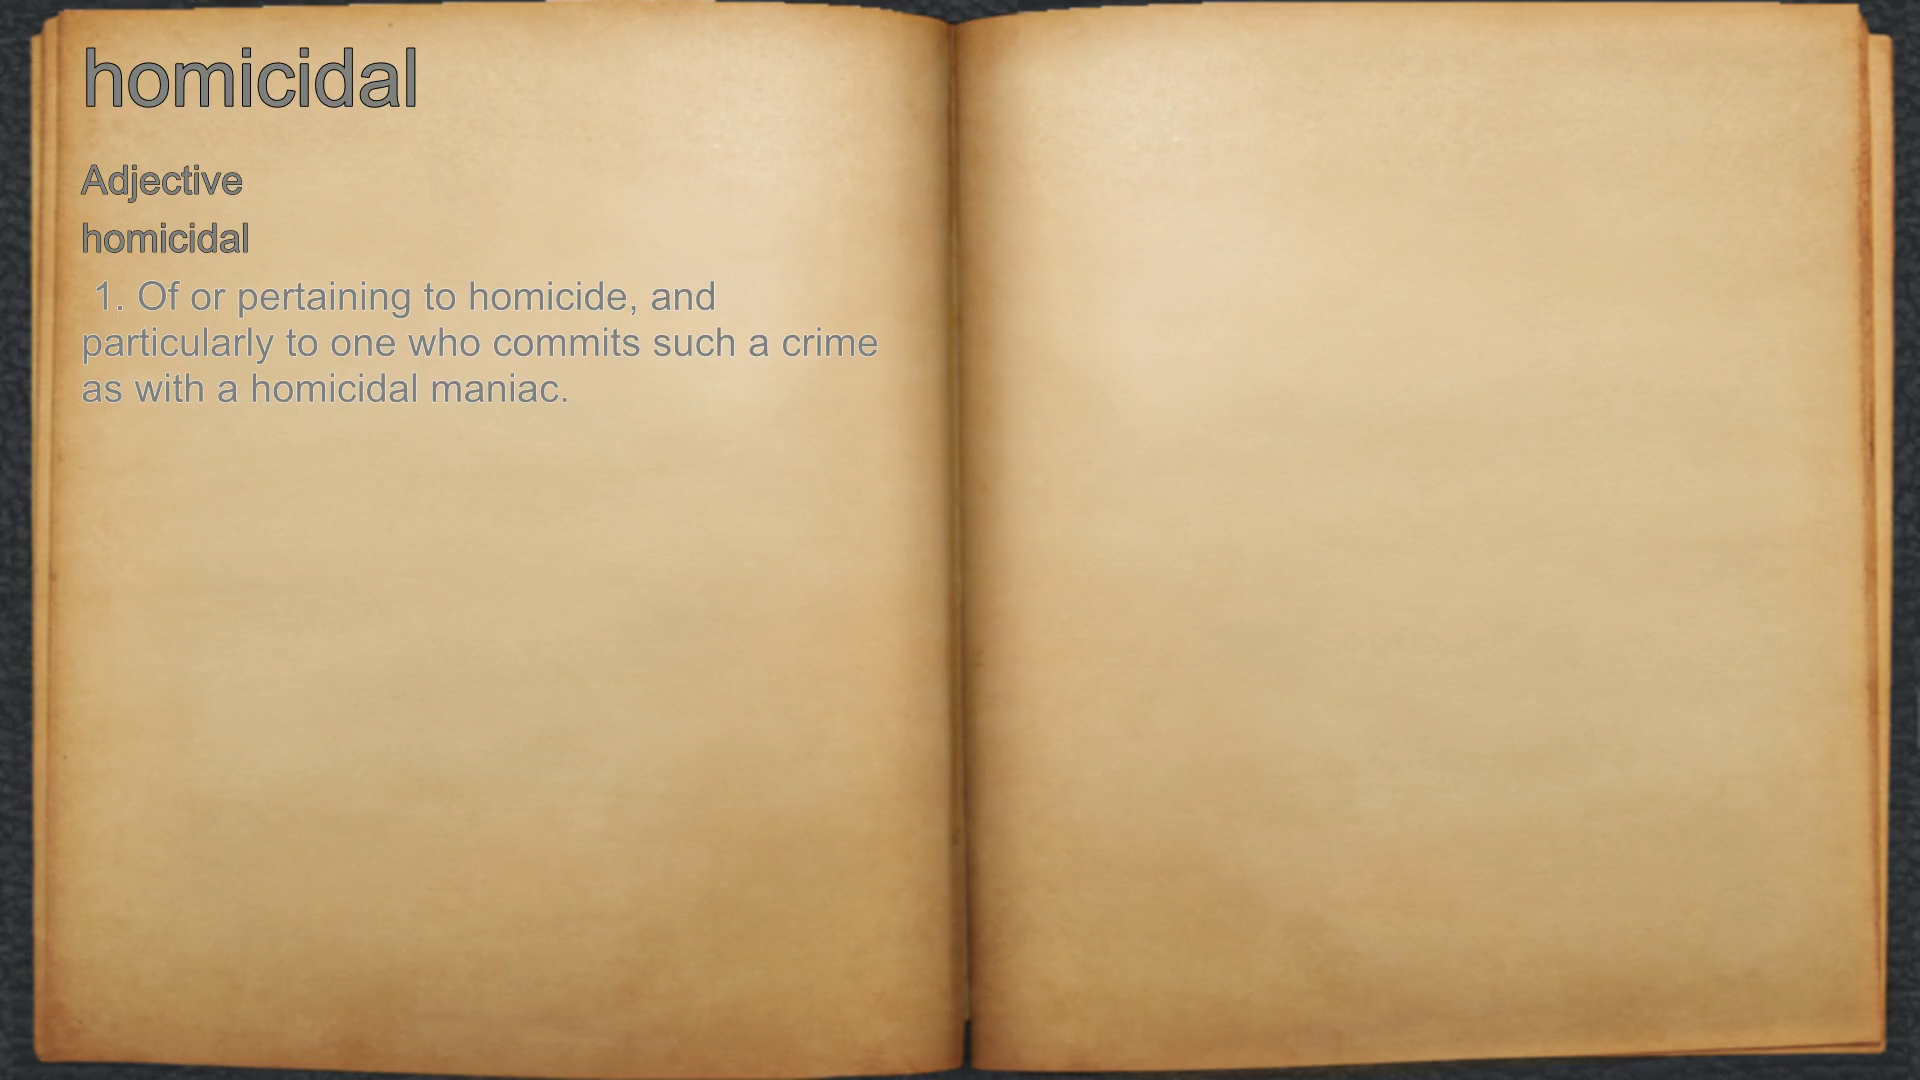 homicidal
Adjective
homicidal
1. Of or pertaining to homicide, and
particularly to one who commits such a crime
as with a homicidal maniac.